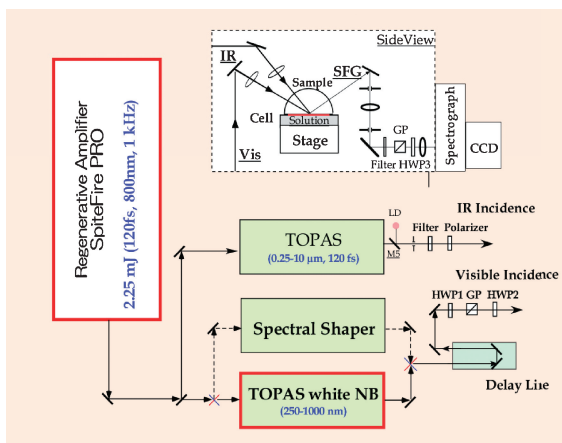 SideView
IR
SFG
Sample
Cell
Solution
Stage
Vis
GP
Filter HWP3
Spectrograph
CCD
Regenerative Amplifier
SpiteFire PRO
2.25 mJ (120fs, 800nm, 1 kHz)
LD
IR Incidence
TOPAS
(0.25-10 μm, 120 fs)
M5
Filter Polarizer
Visible Incidence
HWP1 GP HWP2
Spectral Shaper
Delay Line
TOPAS white NB
(250-1000 nm)